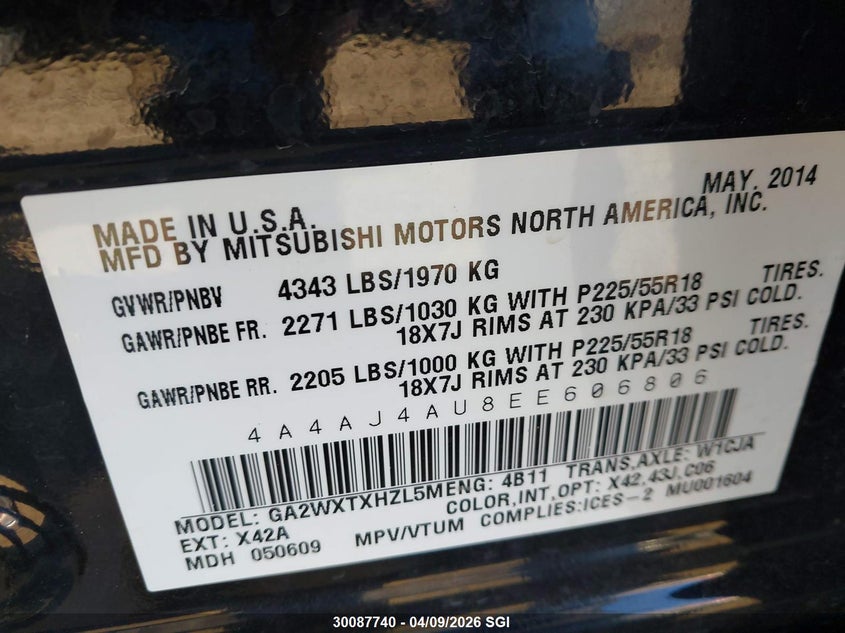 MAY, 2014
MADE IN U.S.A.
MFD BY MITSUBISHI MOTORS NORTH AMERICA, INC.
GVWR/PNBV 4343 LBS/1970 KG
GAWR/PNBE FR. 2271 LBS/1030 KG WITH P225/55R18 TIRES.
18X7J RIMS AT 230 KPA/33 PSI COLD.
GAWR/PNBE RR. 2205 LBS/1000 KG WITH P225/55R18 TIRES.
18X7J RIMS AT 230 KPA/33 PSI COLD.
4A4AJ4AU8EE606806
MODEL: GA2WXTXHZL5MENG: 4B11 TRANS,AXLE: W1CJA
EXT: X42A COLOR,INT,OPT: X42,43J,C06
MDH 050609 MPV/VTUM COMPLIES:ICES-2 MU001604
30087740 - 04/09/2026 SGI